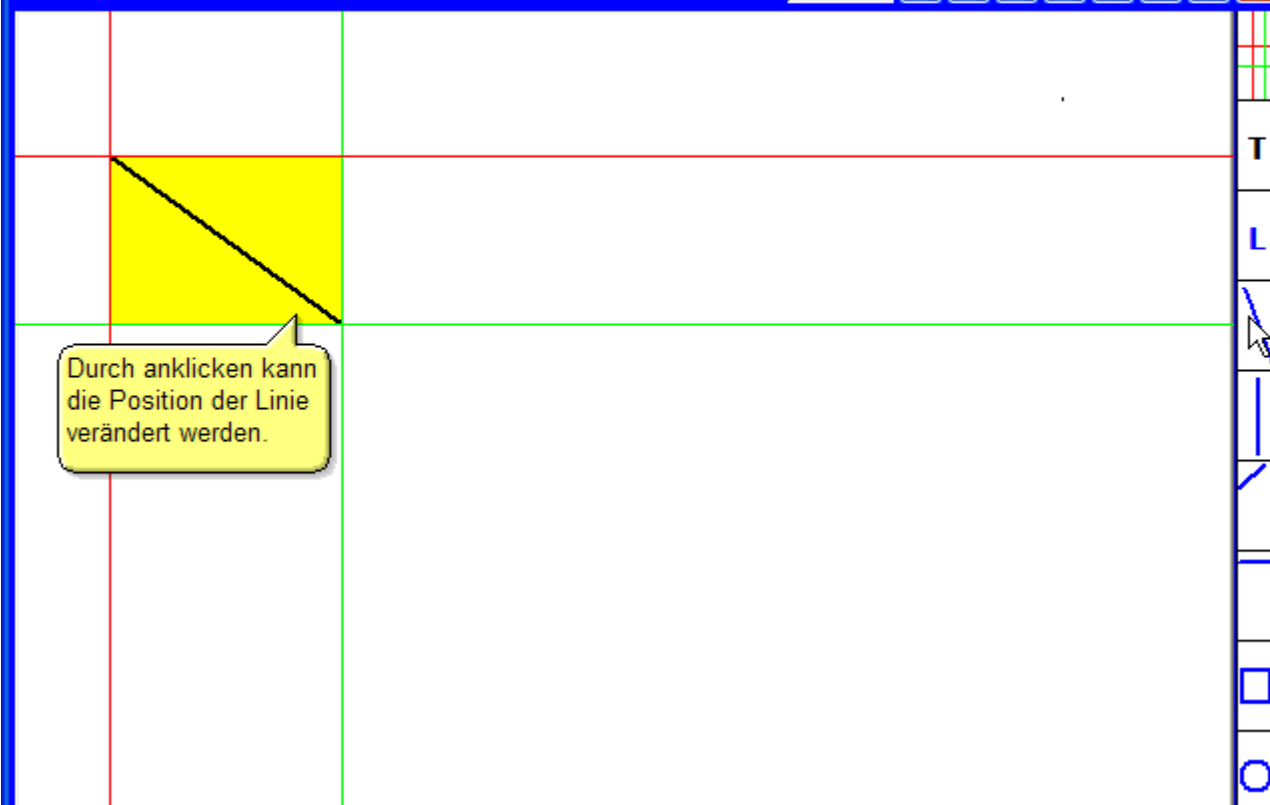 T
L
Durch anklicken kann
die Position der Linie
verändert werden.